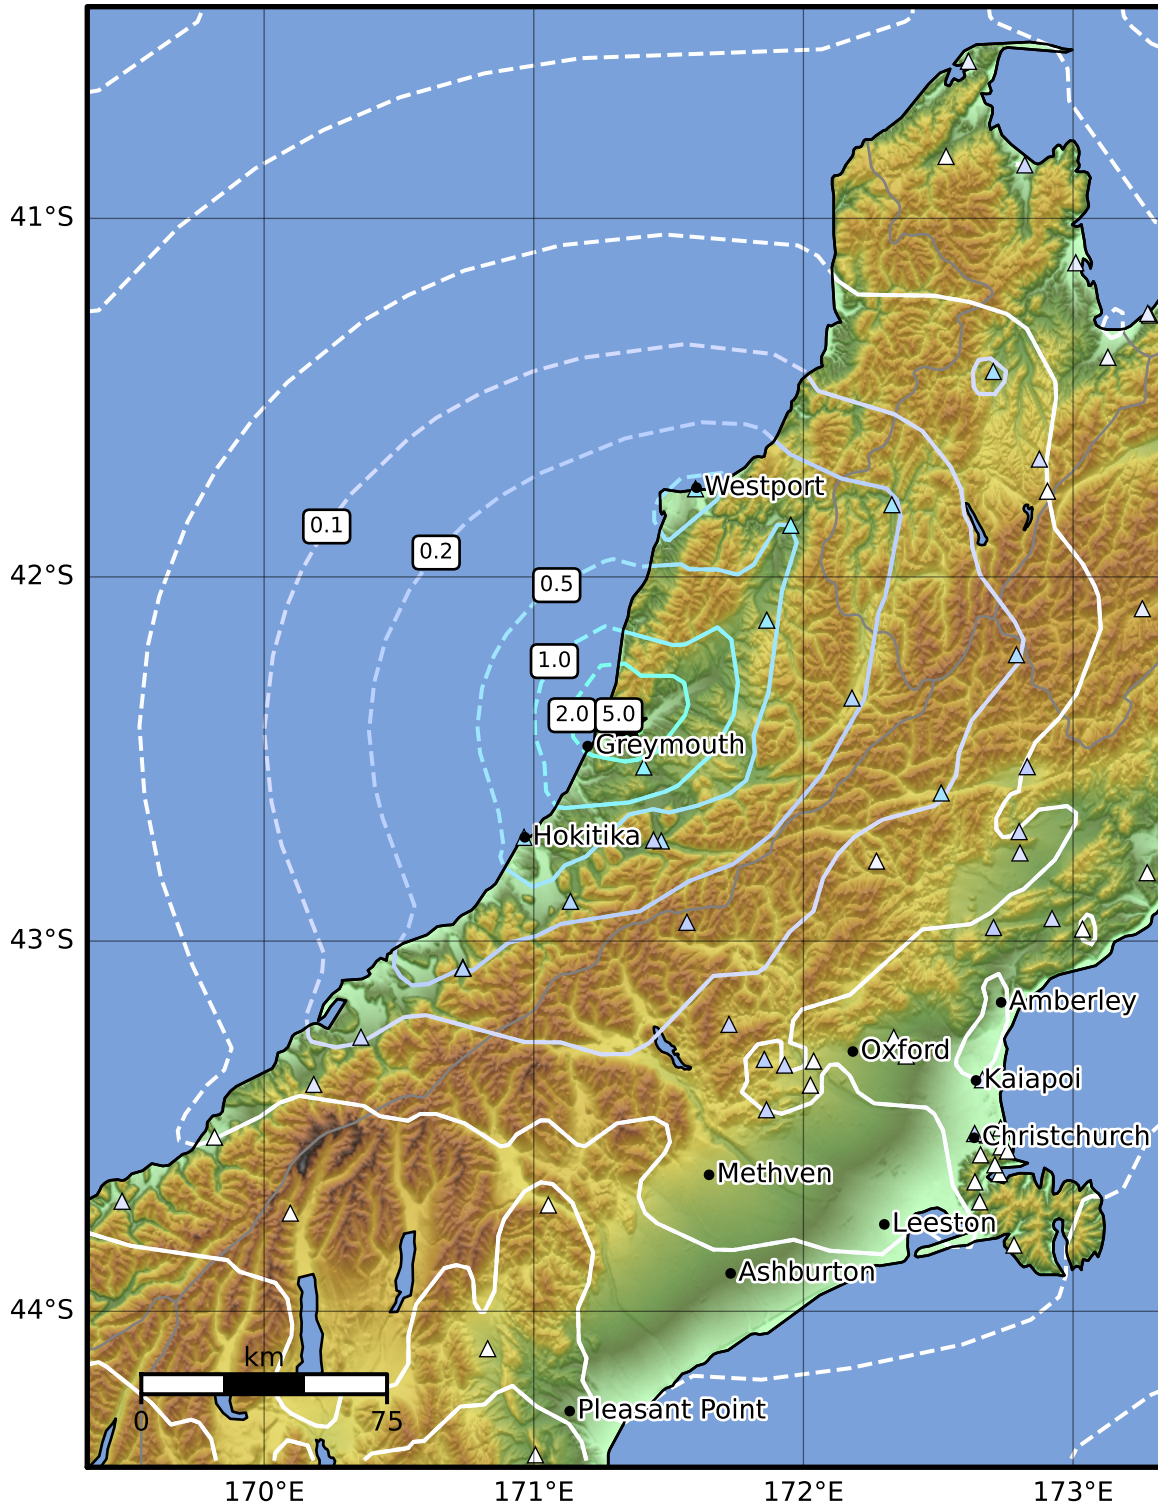 41°S
Westport
0.1
0.2
42°S
0.5
1.0
2.0
5.0
Greymouth
Hokitika
43°S
Amberley
Oxford
Kaiapoi
Christchurch
Methven
Leeston
Ashburton
44°S
km
0
75
Pleasant Point
170°E
171°E
172°E
173°E